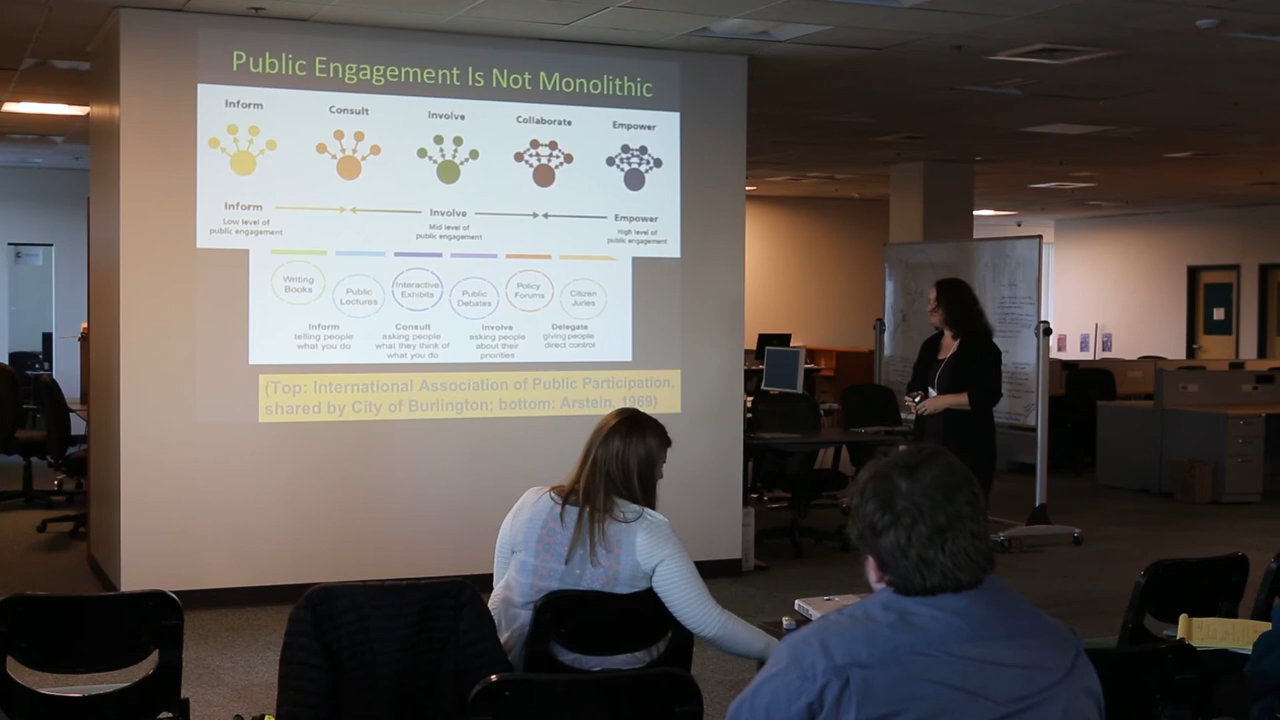 Public Engagement Is Not Monolithic
Inform
Consult
Involve
Collaborate
Empower
Inform
Involve
Empower
Low level of
public engagement
Mid level of
public engagement
High level of
public engagement
Writing
Books
Public
Lectures
Interactive
Exhibits
Public
Debates
Policy
Forums
Citizen
Juries
Inform
telling people
what you do
Consult
asking people
what they think of
what you do
Involve
asking people
about their
priorities
Delegate
giving people
direct control
(Top: International Association of Public Participation,
shared by City of Burlington; bottom: Arstein, 1969)